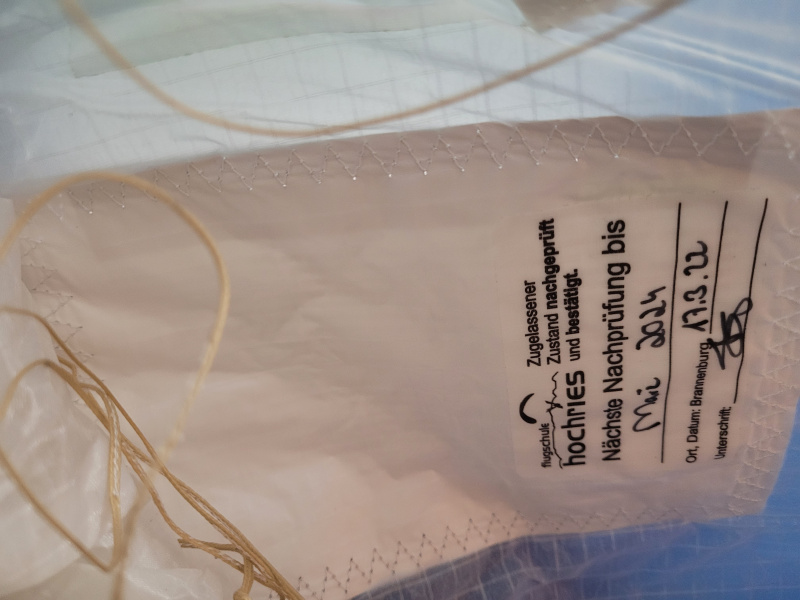 flugschule
hochries
Zugelassener
Zustand nachgeprüft
und bestätigt.
Nächste Nachprüfung bis
Mai 2024
Ort, Datum: Brannenburg, 17.3.22
Unterschrift: